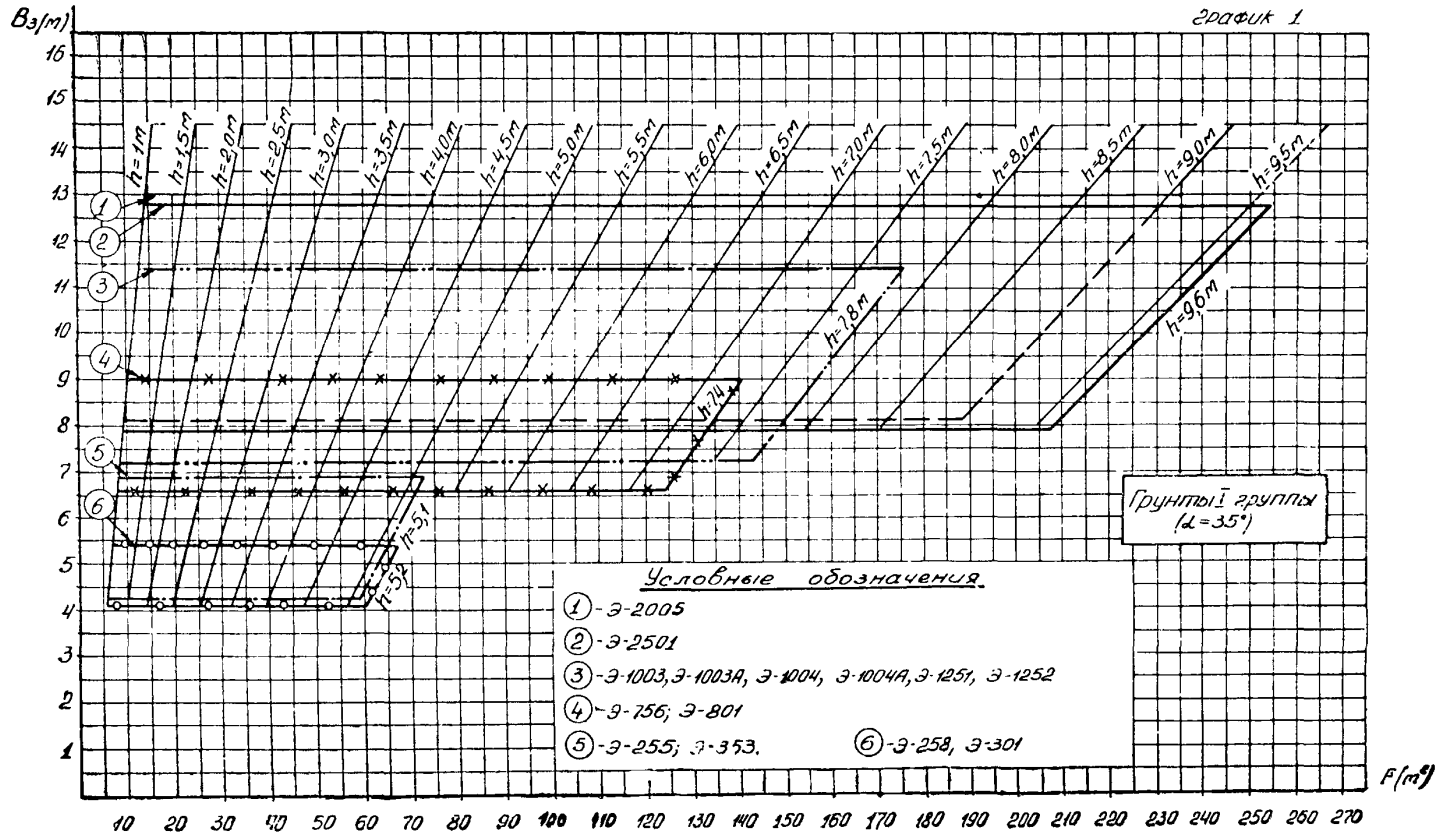 график 1
Вз(м)
16
15
14
13
12
11
10
9
8
7
6
5
4
3
2
1
h=1м
h=1,5м
h=2,0м
h=2,5м
h=3,0м
h=3,5м
h=4,0м
h=4,5м
h=5,0м
h=5,5м
h=6,0м
h=6,5м
h=7,0м
h=7,5м
h=8,0м
h=8,5м
h=9,0м
h=9,5м
1
2
3
4
5
6
h=9,6м
h=7,8м
h=7,4
h=5,1
h=5,2
Грунты I группы
(α=35°)
Условные обозначения
1 - Э-2005
2 - Э-2501
3 - Э-1003, Э-1003А, Э-1004, Э-1004А, Э-1251, Э-1252
4 - Э-756; Э-801
5 - Э-255; Э-353. 6 - Э-258, Э-301
F(м²)
10 20 30 40 50 60 70 80 90 100 110 120 130 140 150 160 170 180 190 200 210 220 230 240 250 260 270